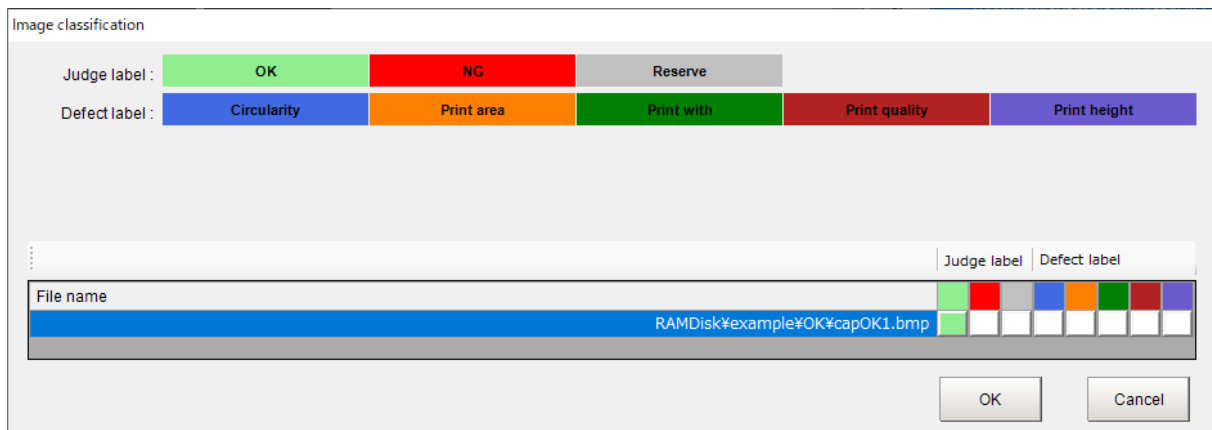 Image classification
Judge label : OK NG Reserve
Defect label : Circularity Print area Print with Print quality Print height
Judge label Defect label
File name
RAMDisk¥example¥OK¥capOK1.bmp
OK Cancel